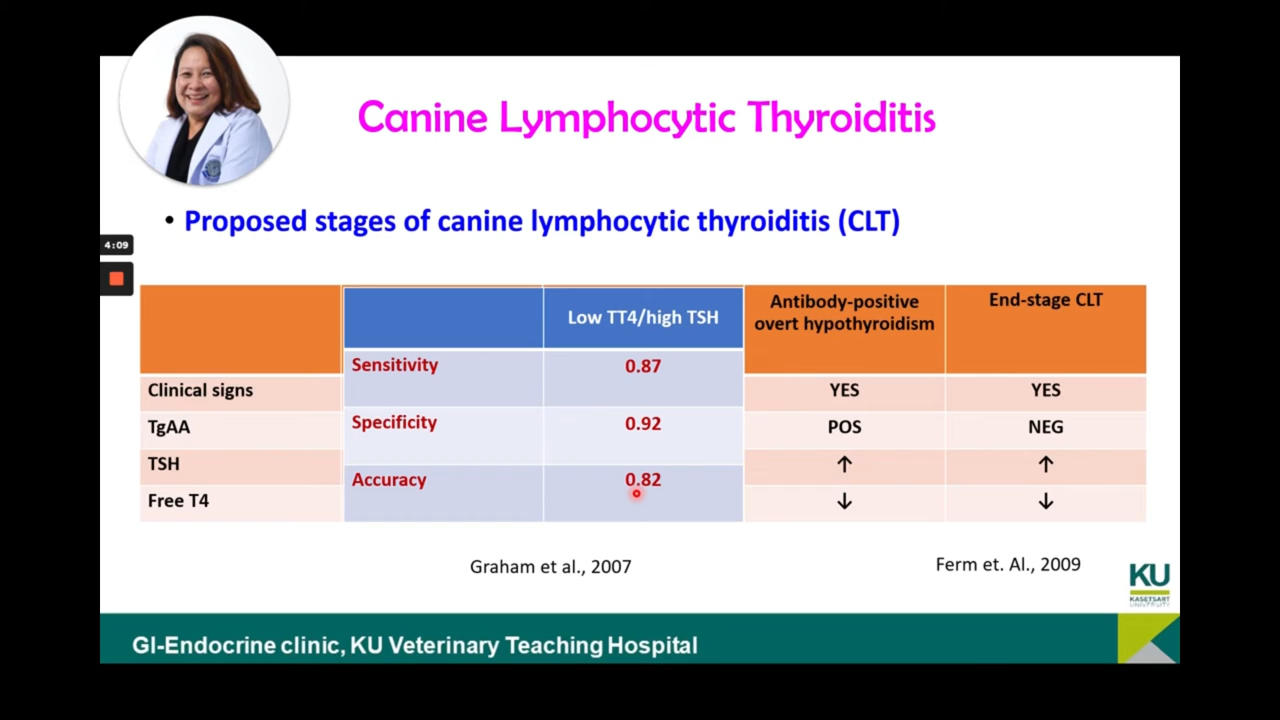 Canine Lymphocytic Thyroiditis
• Proposed stages of canine lymphocytic thyroiditis (CLT)
4:09
Low TT4/high TSH
Antibody-positive
overt hypothyroidism
End-stage CLT
Sensitivity 0.87
Clinical signs YES YES
Specificity 0.92
TgAA POS NEG
TSH ↑ ↑
Accuracy 0.82
Free T4 ↓ ↓
Graham et al., 2007
Ferm et. Al., 2009
KU
KASETSART
UNIVERSITY
GI-Endocrine clinic, KU Veterinary Teaching Hospital